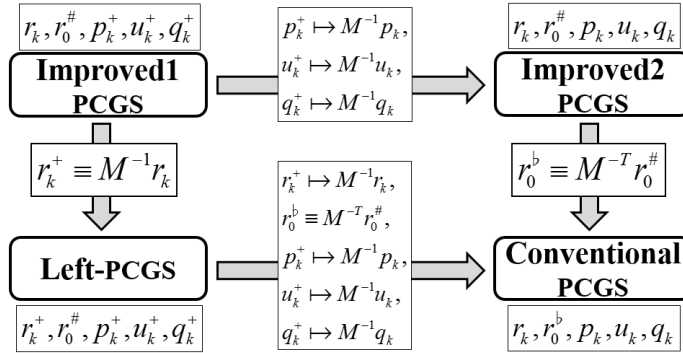 r_k, r_0^#, p_k^+, u_k^+, q_k^+
Improved1
PCGS
p_k^+ ↦ M^{-1} p_k,
u_k^+ ↦ M^{-1} u_k,
q_k^+ ↦ M^{-1} q_k
r_k, r_0^#, p_k, u_k, q_k
Improved2
PCGS
r_k^+ ≡ M^{-1} r_k
r_0^♭ ≡ M^{-T} r_0^#
Left-PCGS
r_k^+, r_0^#, p_k^+, u_k^+, q_k^+
r_k^+ ↦ M^{-1} r_k,
r_0^♭ ≡ M^{-T} r_0^#,
p_k^+ ↦ M^{-1} p_k,
u_k^+ ↦ M^{-1} u_k,
q_k^+ ↦ M^{-1} q_k
Conventional
PCGS
r_k, r_0^♭, p_k, u_k, q_k